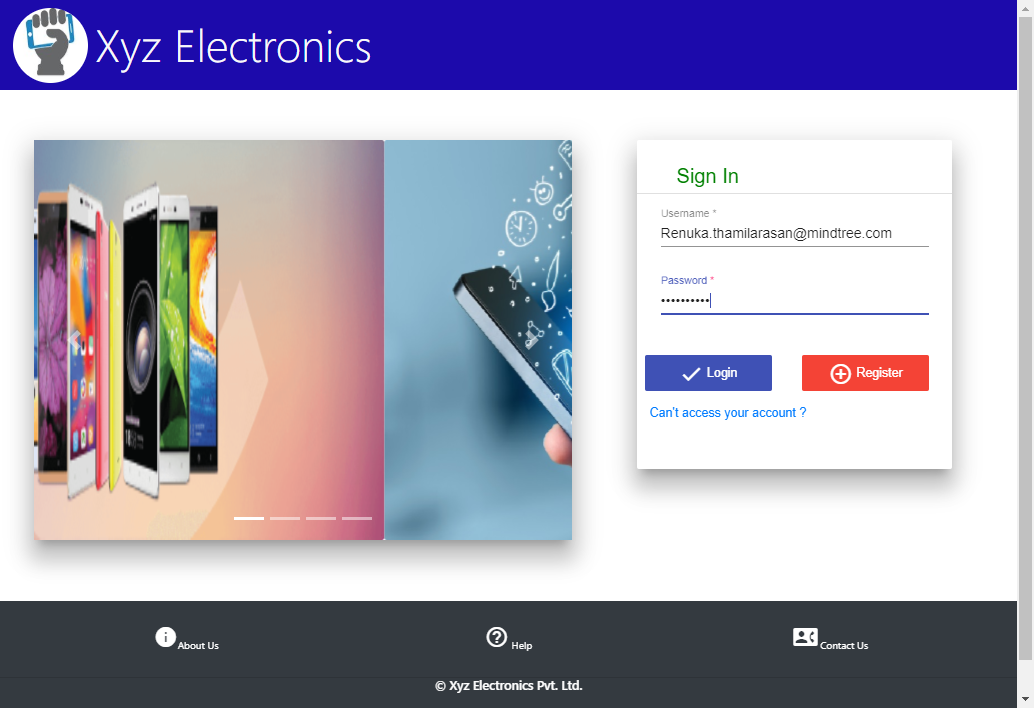 Xyz Electronics
Sign In
Username *
Renuka.thamilarasan@mindtree.com
Password *
••••••••••
Login
Register
Can't access your account ?
About Us
Help
Contact Us
© Xyz Electronics Pvt. Ltd.